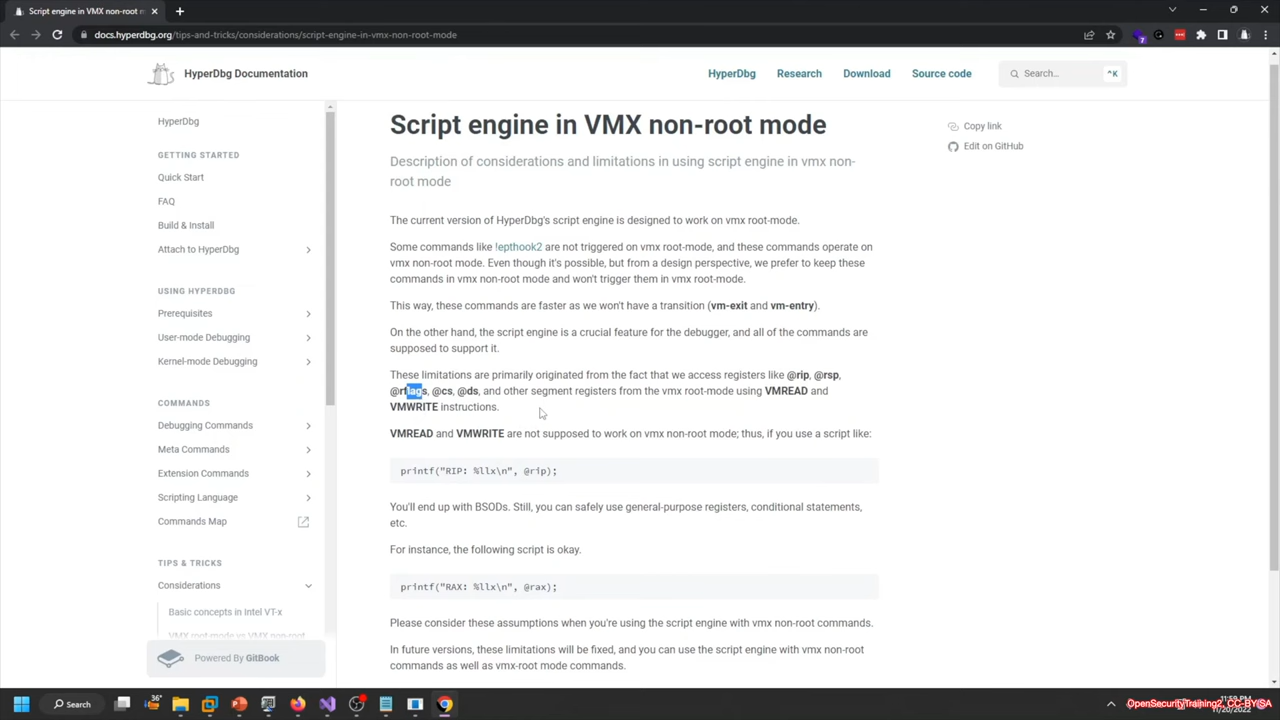 Script engine in VMX non-root m
docs.hyperdbg.org/tips-and-tricks/considerations/script-engine-in-vmx-non-root-mode
HyperDbg Documentation
HyperDbg
Research
Download
Source code
Search...
^K
HyperDbg
GETTING STARTED
Quick Start
FAQ
Build & Install
Attach to HyperDbg
USING HYPERDBG
Prerequisites
User-mode Debugging
Kernel-mode Debugging
COMMANDS
Debugging Commands
Meta Commands
Extension Commands
Scripting Language
Commands Map
TIPS & TRICKS
Considerations
Basic concepts in Intel VT-x
VMX root-mode vs VMX non-root
Powered By GitBook
Script engine in VMX non-root mode
Description of considerations and limitations in using script engine in vmx non-
root mode
The current version of HyperDbg's script engine is designed to work on vmx root-mode.
Some commands like !epthook2 are not triggered on vmx root-mode, and these commands operate on
vmx non-root mode. Even though it's possible, but from a design perspective, we prefer to keep these
commands in vmx non-root mode and won't trigger them in vmx root-mode.
This way, these commands are faster as we won't have a transition (vm-exit and vm-entry).
On the other hand, the script engine is a crucial feature for the debugger, and all of the commands are
supposed to support it.
These limitations are primarily originated from the fact that we access registers like @rip, @rsp,
@rflags, @cs, @ds, and other segment registers from the vmx root-mode using VMREAD and
VMWRITE instructions.
VMREAD and VMWRITE are not supposed to work on vmx non-root mode; thus, if you use a script like:
printf("RIP: %llx\n", @rip);
You'll end up with BSODs. Still, you can safely use general-purpose registers, conditional statements,
etc.
For instance, the following script is okay.
printf("RAX: %llx\n", @rax);
Please consider these assumptions when you're using the script engine with vmx non-root commands.
In future versions, these limitations will be fixed, and you can use the script engine with vmx non-root
commands as well as vmx-root mode commands.
Copy link
Edit on GitHub
Search
36°
11:59 PM
11/20/2022
OpenSecurityTraining2, CC-BY-SA